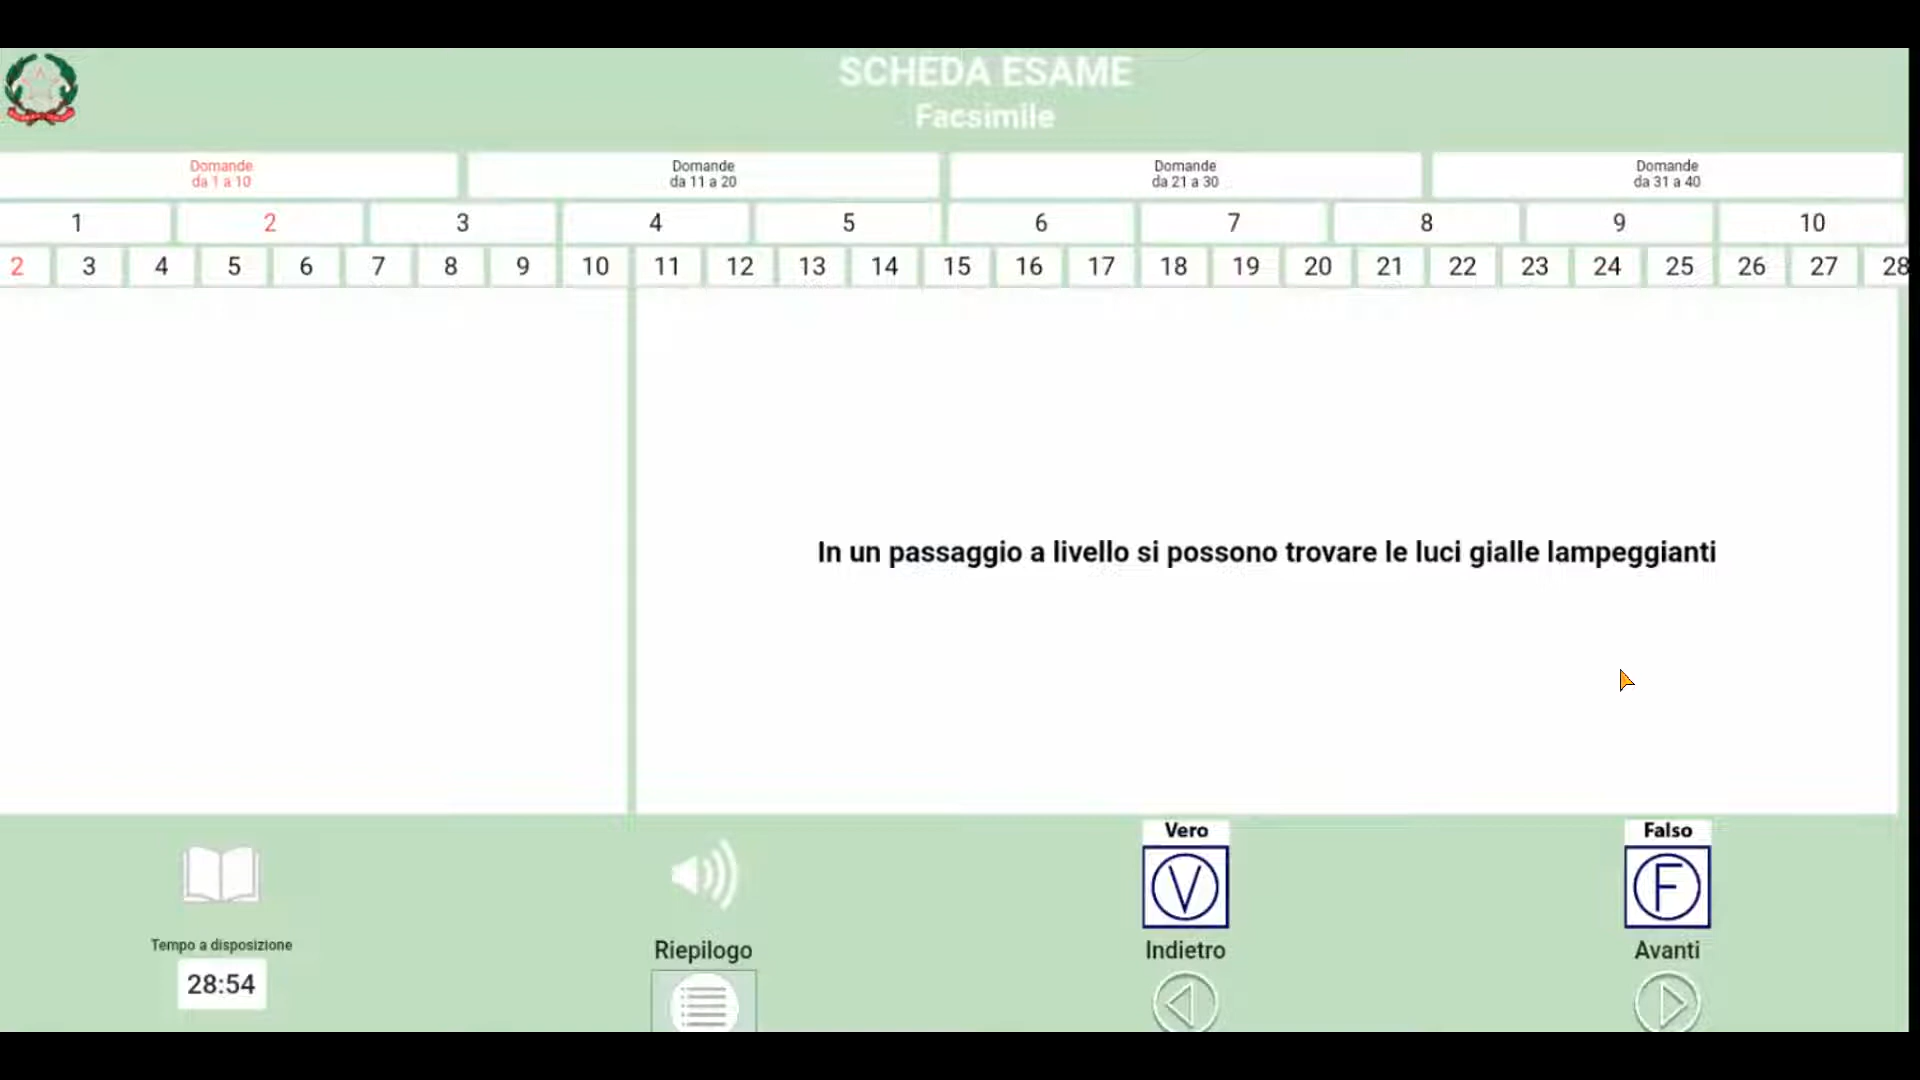 SCHEDA ESAME
Facsimile
Domande
da 1 a 10
Domande
da 11 a 20
Domande
da 21 a 30
Domande
da 31 a 40
1 2 3 4 5 6 7 8 9 10
2 3 4 5 6 7 8 9 10 11 12 13 14 15 16 17 18 19 20 21 22 23 24 25 26 27 28
In un passaggio a livello si possono trovare le luci gialle lampeggianti
Vero
Falso
V
F
Tempo a disposizione
Riepilogo
Indietro
Avanti
28:54